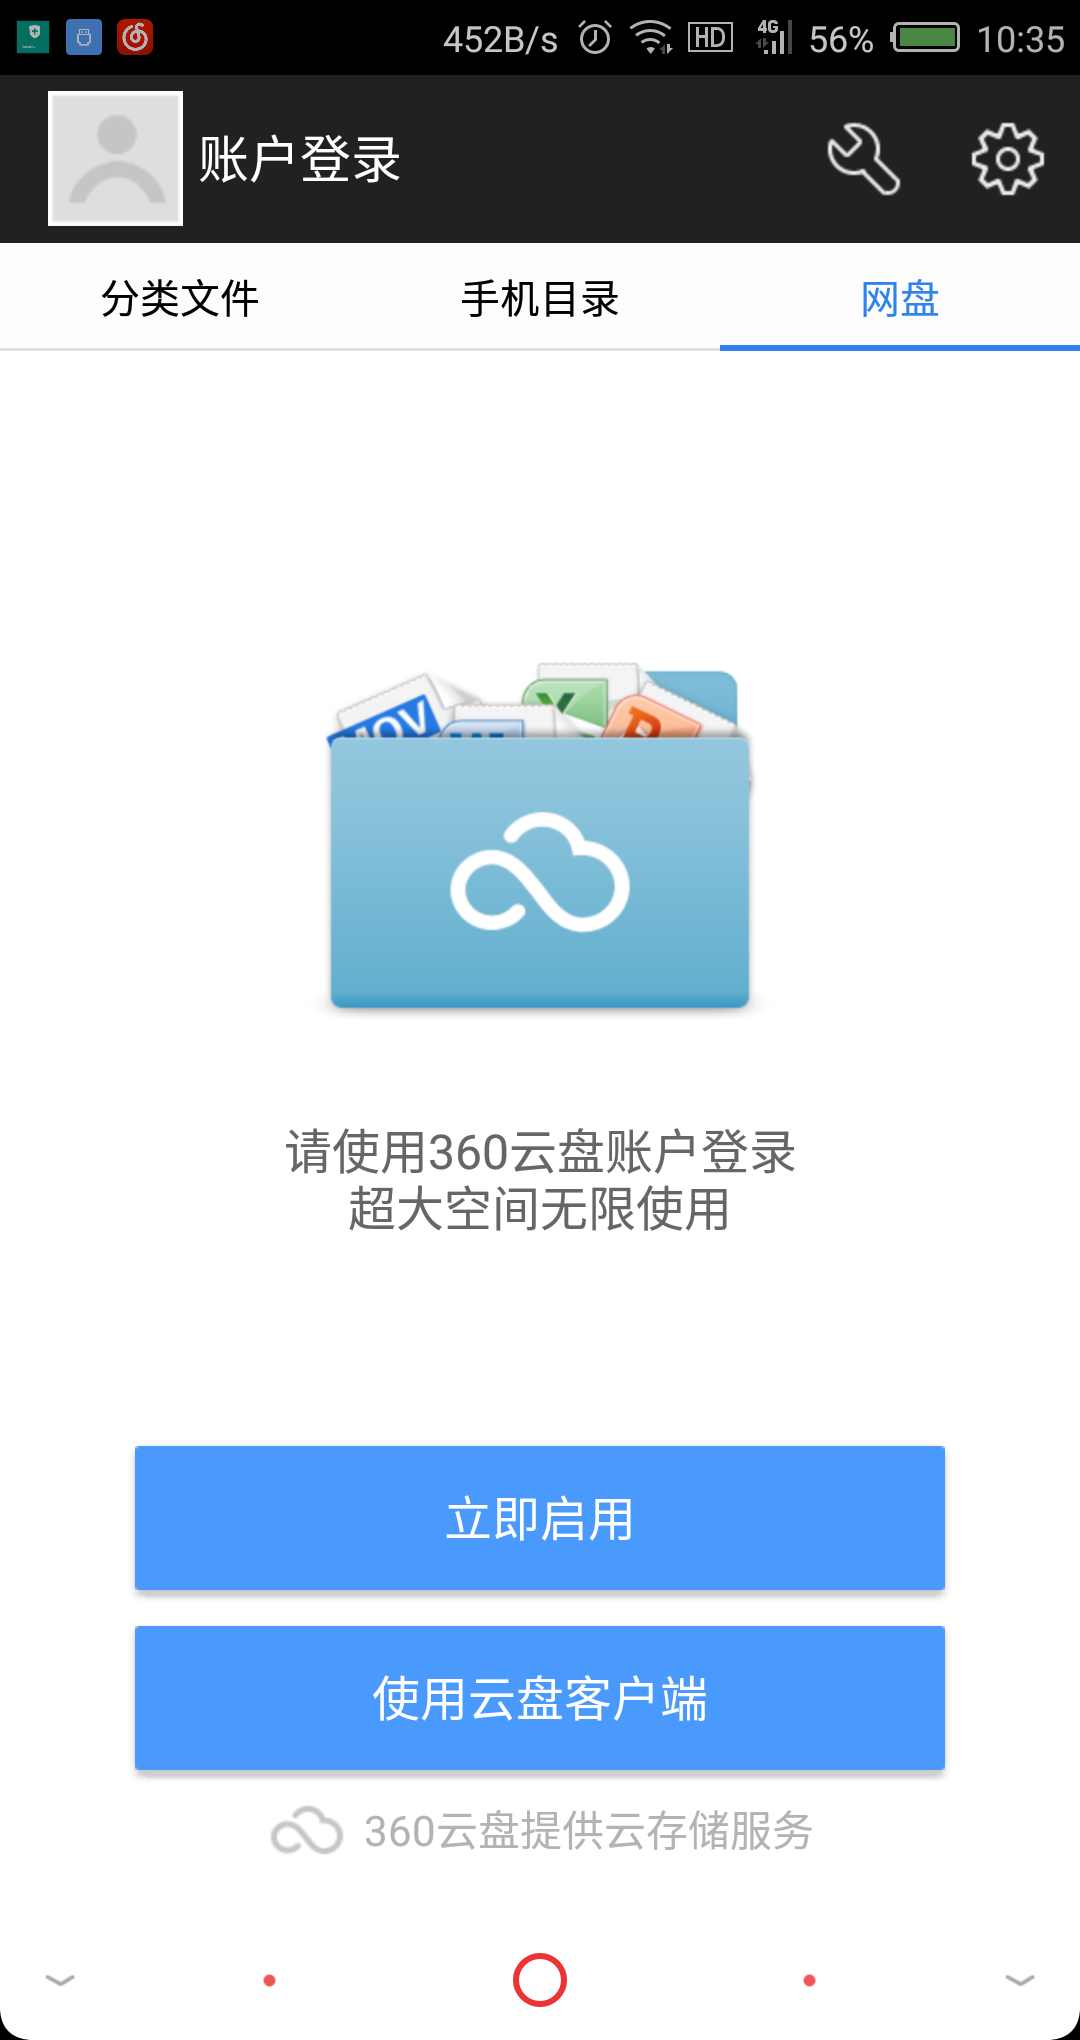 452B/s HD 4G 56% 10:35
账户登录
分类文件 手机目录 网盘
MOV
请使用360云盘账户登录
超大空间无限使用
立即启用
使用云盘客户端
360云盘提供云存储服务